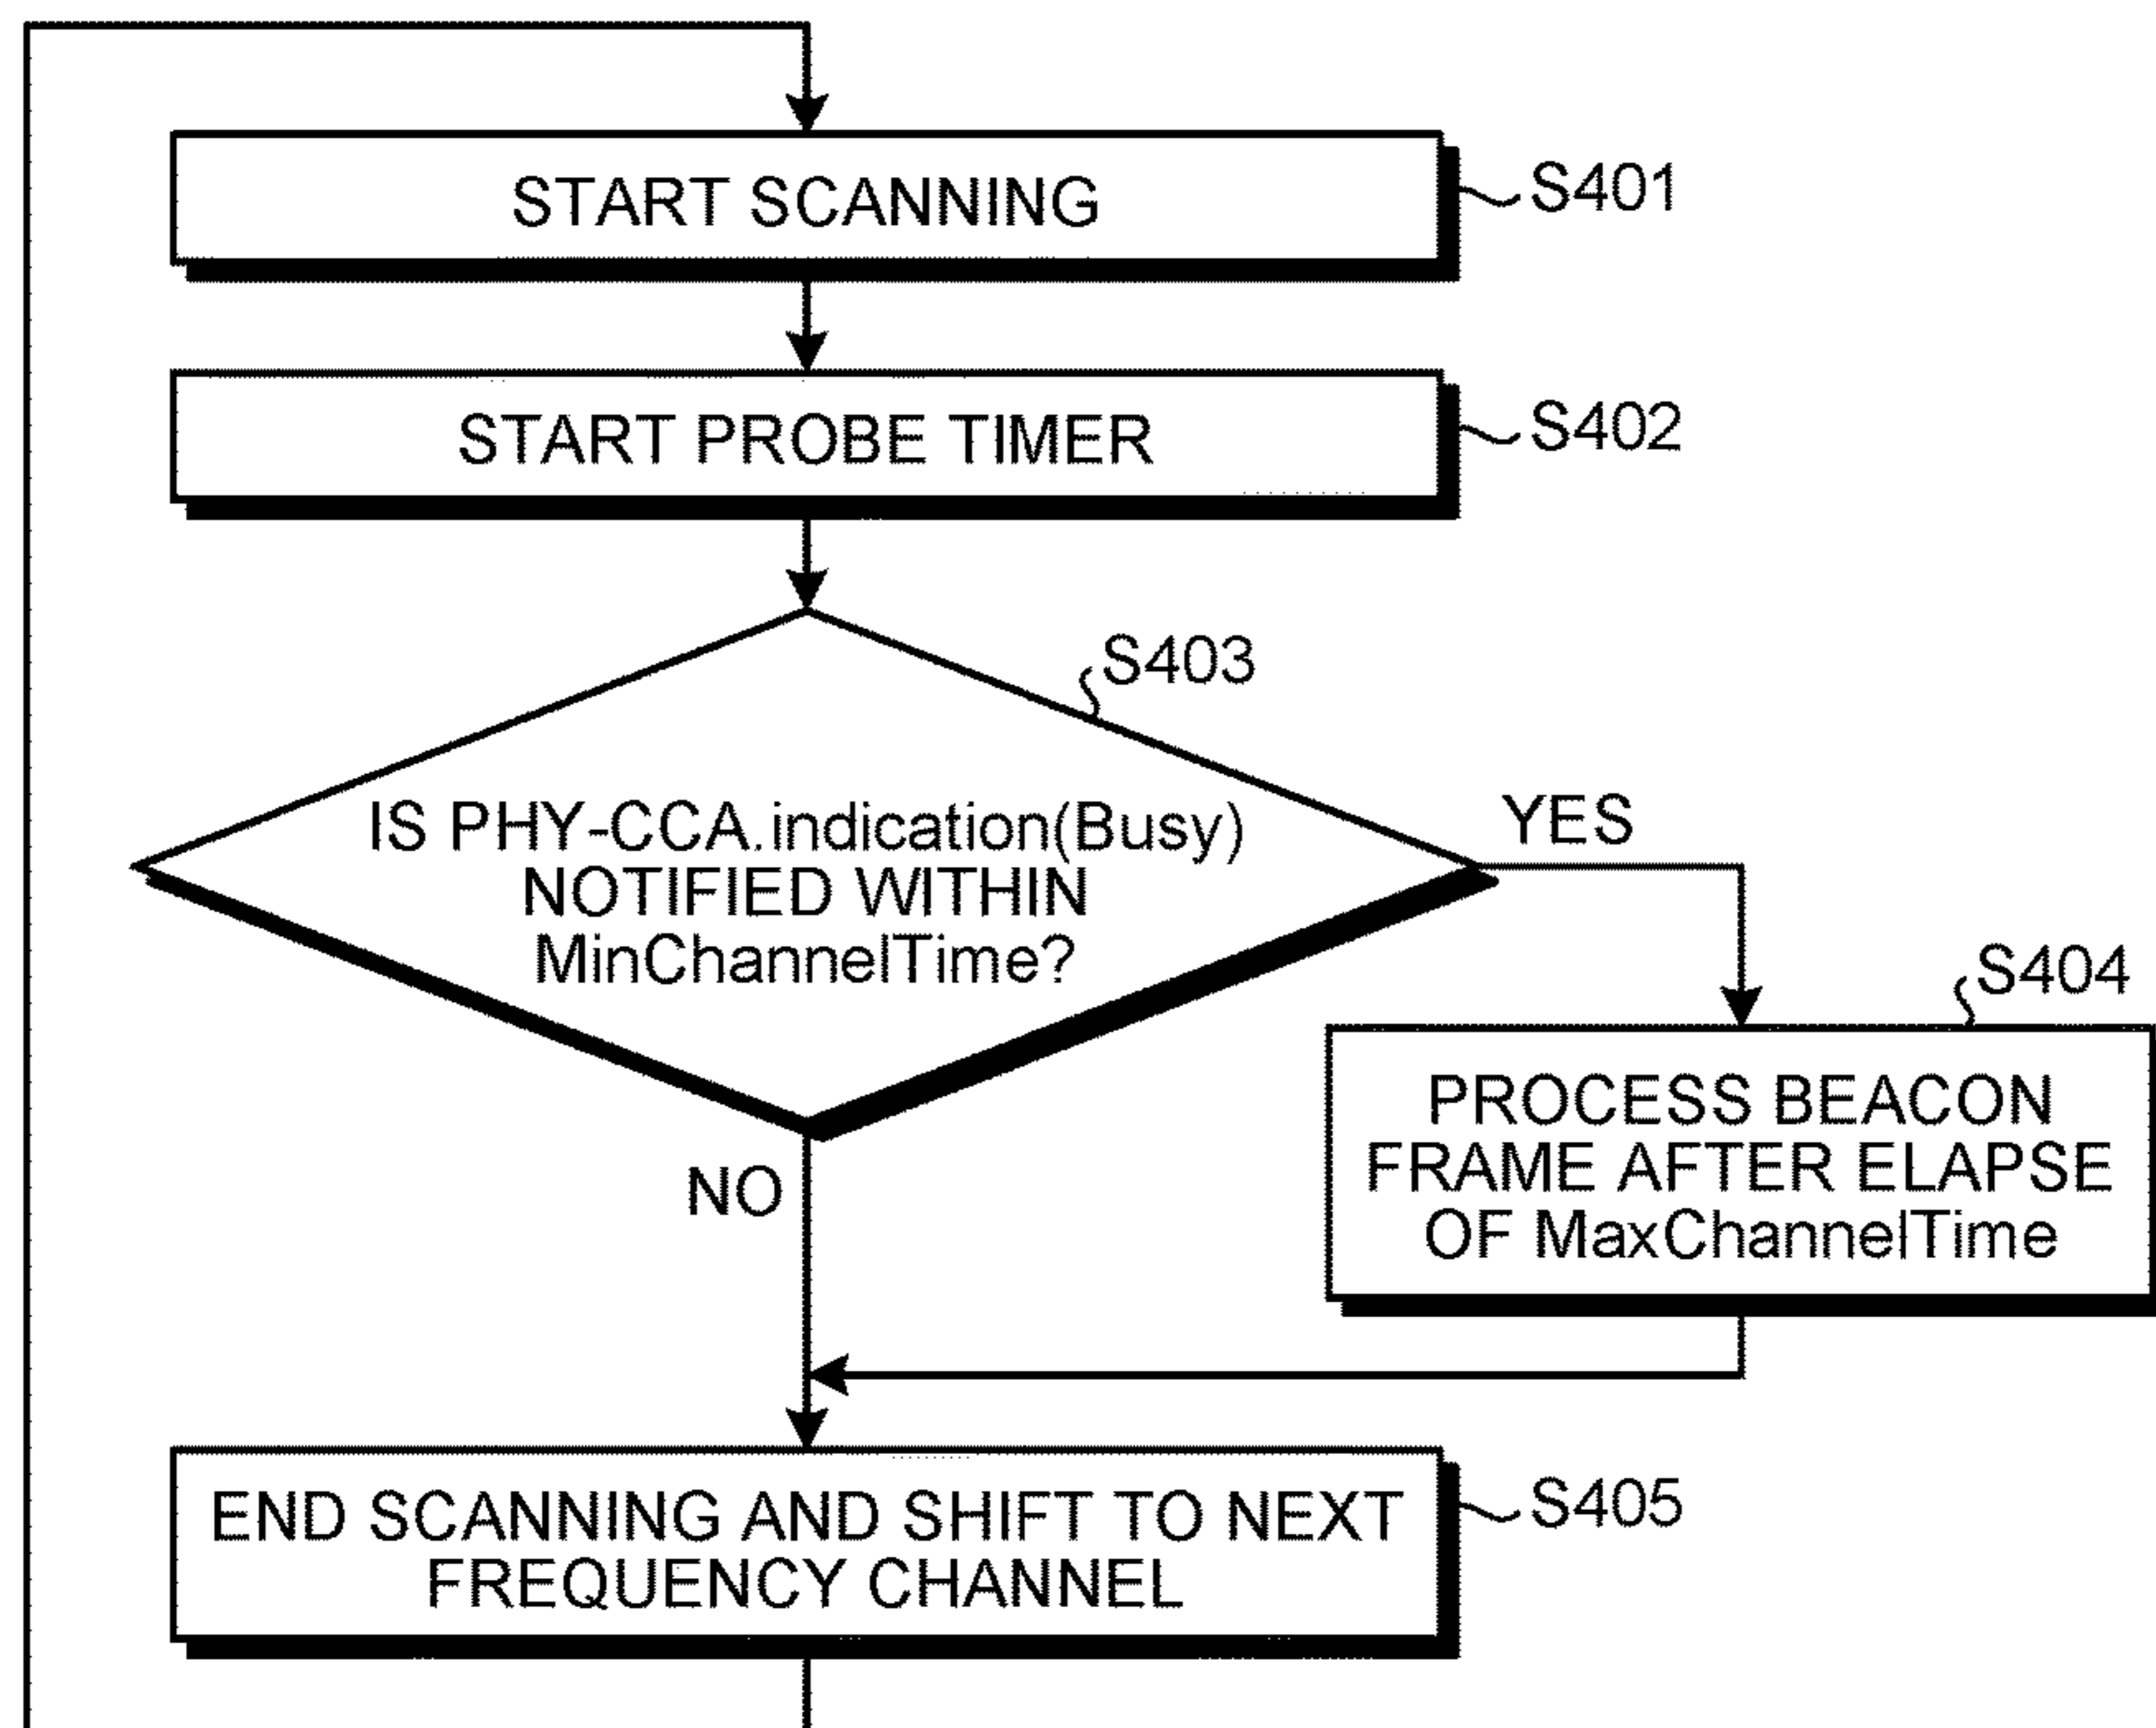 START SCANNING
S401
START PROBE TIMER
S402
S403
IS PHY-CCA.indication(Busy)
NOTIFIED WITHIN
MinChannelTime?
YES
NO
S404
PROCESS BEACON
FRAME AFTER ELAPSE
OF MaxChannelTime
END SCANNING AND SHIFT TO NEXT
FREQUENCY CHANNEL
S405